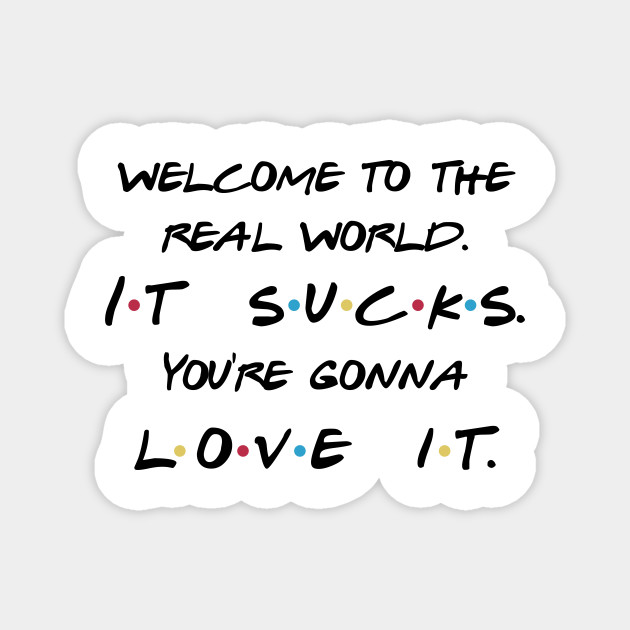 WELCOME TO THE
REAL WORLD.
I•T S•U•C•K•S.
YOU'RE GONNA
L•O•V•E I•T.